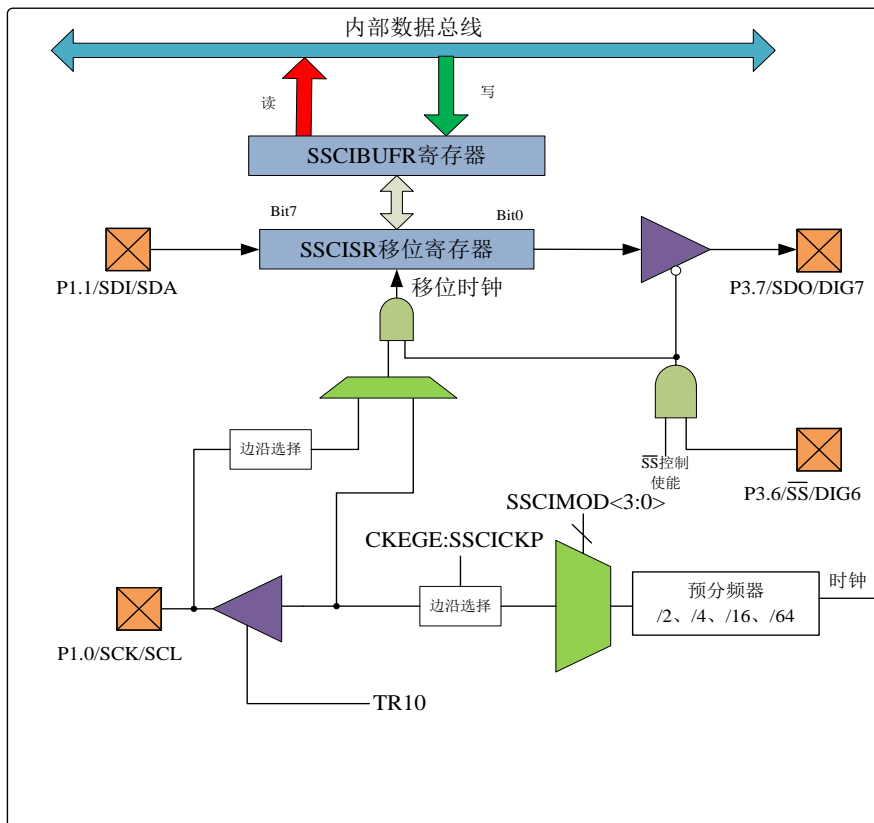 内部数据总线
读
写
SSCIBUFR寄存器
Bit7
Bit0
SSCISR移位寄存器
P1.1/SDI/SDA
移位时钟
P3.7/SDO/DIG7
边沿选择
SS控制
使能
P3.6/SS/DIG6
SSCIMOD<3:0>
CKEGE:SSCICKP
边沿选择
预分频器
/2、/4、/16、/64
时钟
P1.0/SCK/SCL
TR10